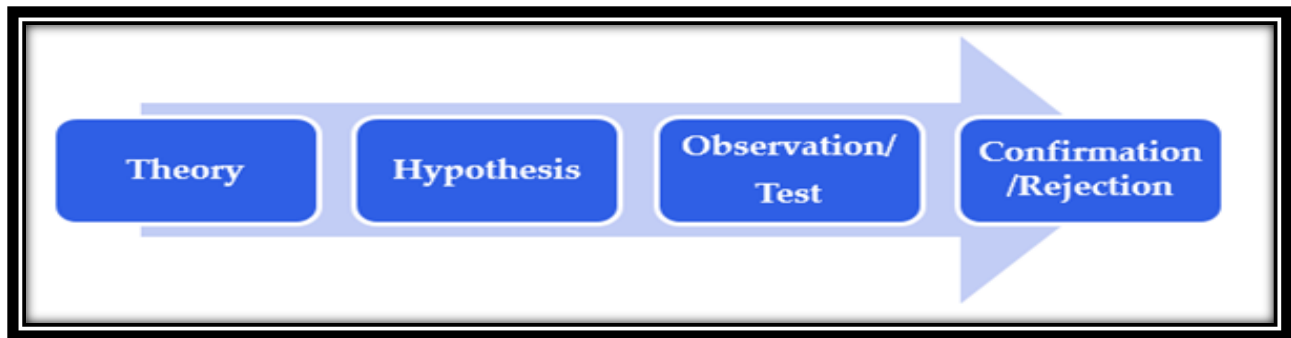 Theory
Hypothesis
Observation/
Test
Confirmation
/Rejection